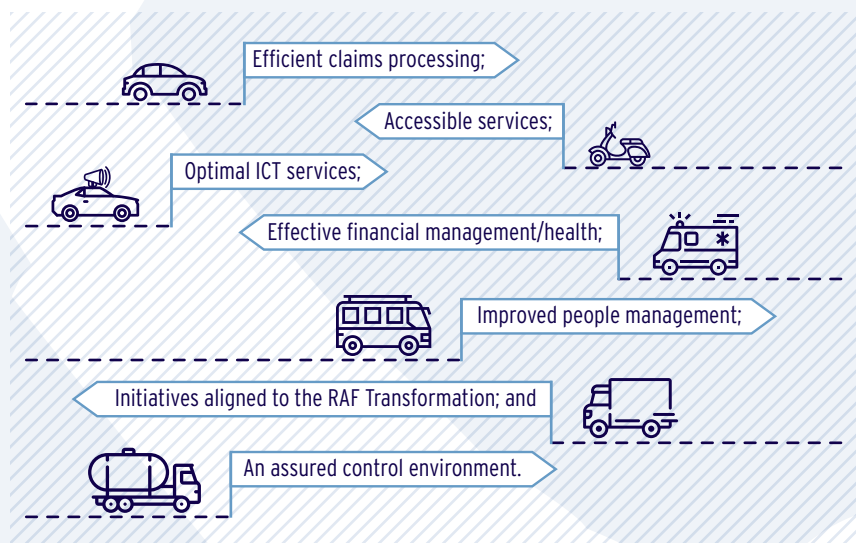 Efficient claims processing;
Accessible services;
Optimal ICT services;
Effective financial management/health;
Improved people management;
Initiatives aligned to the RAF Transformation; and
An assured control environment.